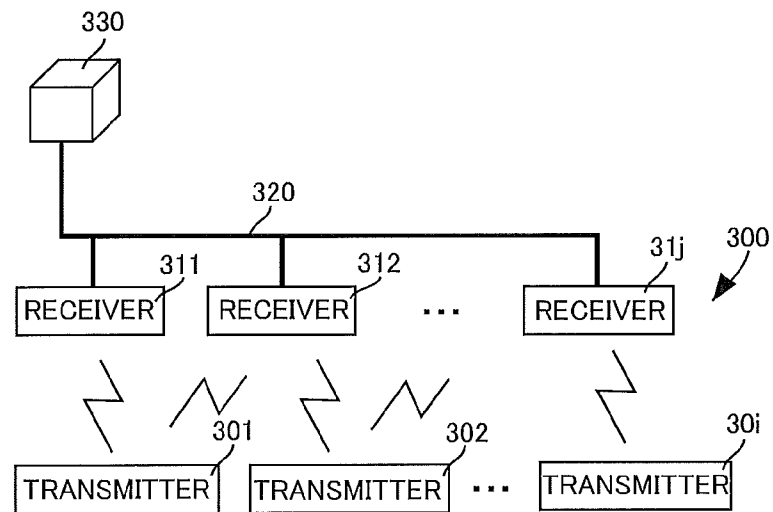 330
320
311
312
31j
300
RECEIVER
RECEIVER
...
RECEIVER
301
302
30i
TRANSMITTER
TRANSMITTER
...
TRANSMITTER